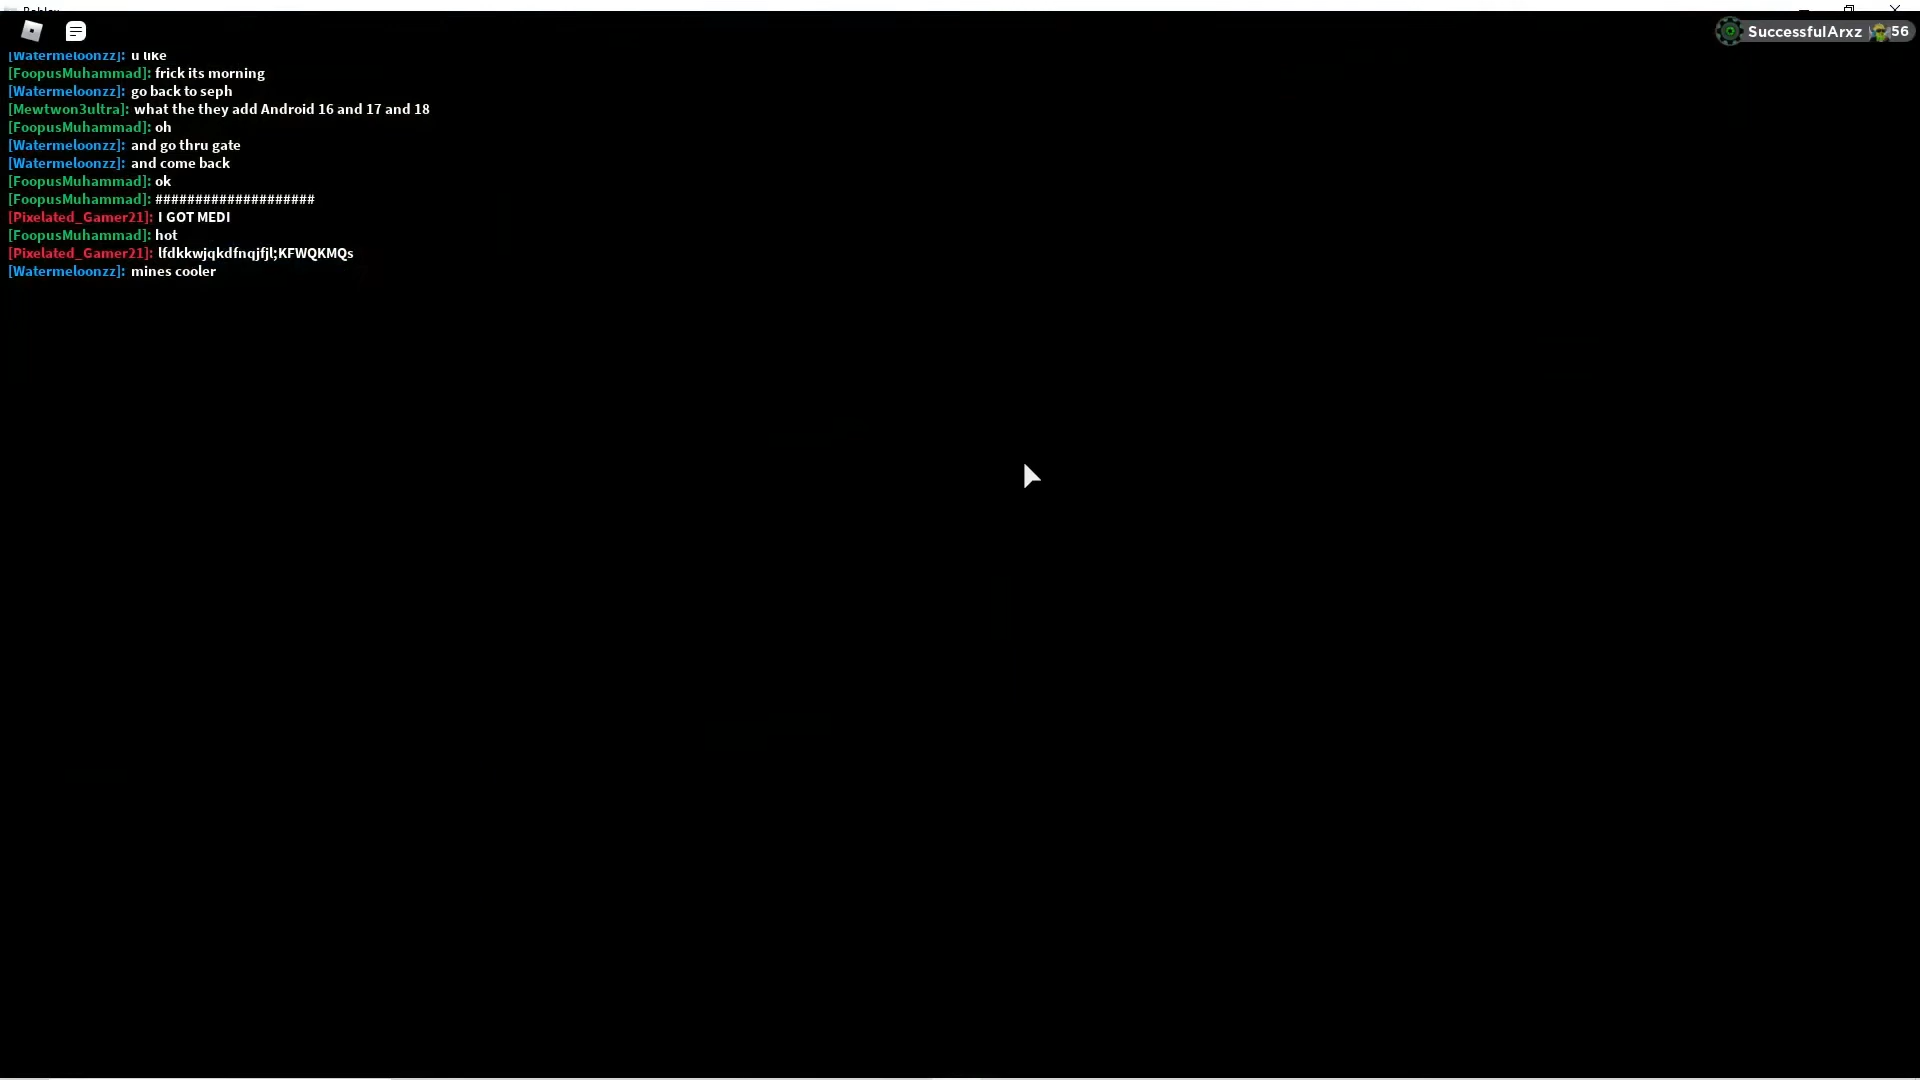 SuccessfulArxz 56
[Watermeloonzz]: u like
[FoopusMuhammad]: frick its morning
[Watermeloonzz]: go back to seph
[Mewtwon3ultra]: what the they add Android 16 and 17 and 18
[FoopusMuhammad]: oh
[Watermeloonzz]: and go thru gate
[Watermeloonzz]: and come back
[FoopusMuhammad]: ok
[FoopusMuhammad]: ####################
[Pixelated_Gamer21]: I GOT MEDI
[FoopusMuhammad]: hot
[Pixelated_Gamer21]: lfdkkwjqkdfnqjfjl;KFWQKMQs
[Watermeloonzz]: mines cooler